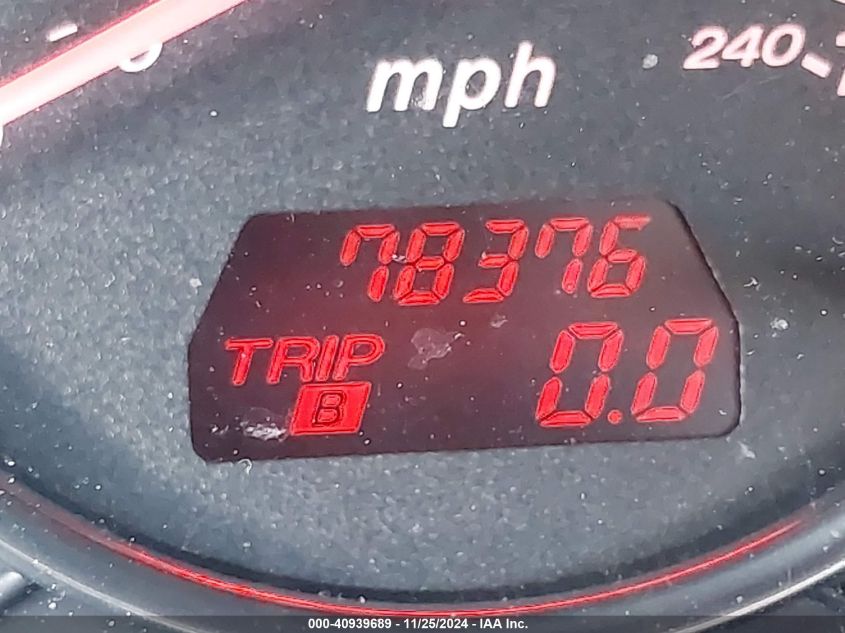 mph 240
78376
TRIP 0.0
B
000-40939689 - 11/25/2024 - IAA Inc.